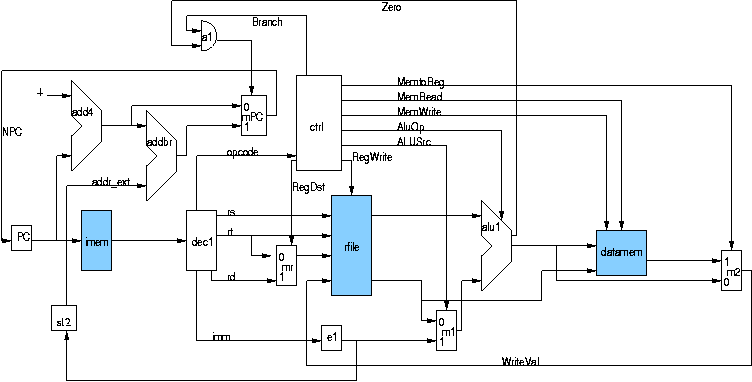 Zero
Branch
a1
MemtoReg
MemRead
MemWrite
AluOp
ALUSrc
4
add4
0
mPC
1
ctrl
NPC
addbr
opcode
RegWrite
addr_ext
RegDst
rs
rt
rd
PC
imem
dec1
0
mr
1
rfile
alu1
datamem
1
m2
0
sl2
imm
e1
0
m1
1
WriteVal